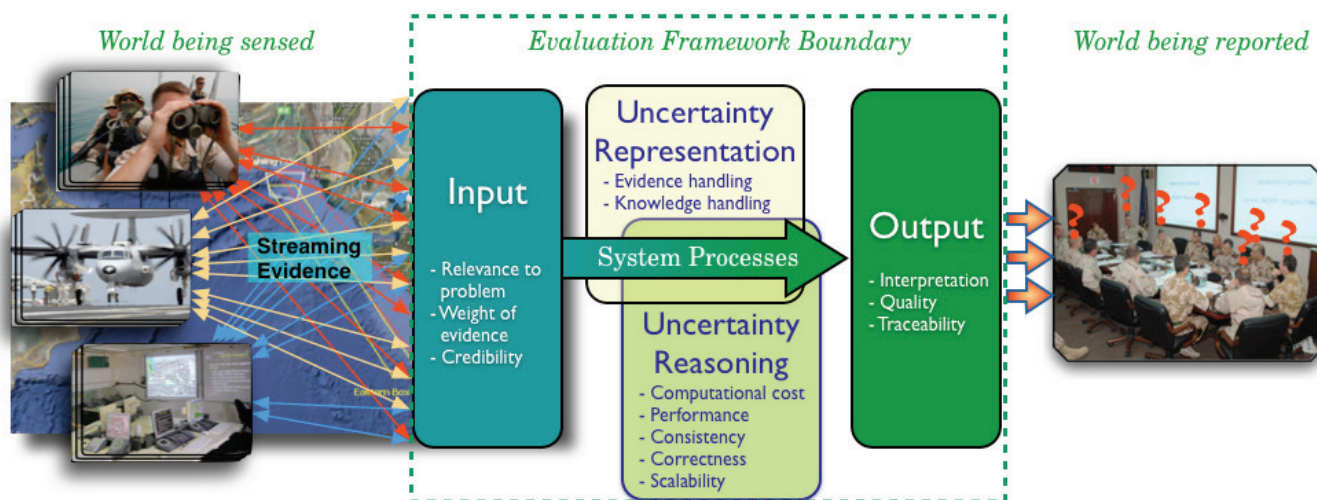 World being sensed
Evaluation Framework Boundary
World being reported
Streaming
Evidence
Eastern Box
Input
- Relevance to
problem
- Weight of
evidence
- Credibility
Uncertainty
Representation
- Evidence handling
- Knowledge handling
System Processes
Uncertainty
Reasoning
- Computational cost
- Performance
- Consistency
- Correctness
- Scalability
Output
- Interpretation
- Quality
- Traceability
? ? ? ? ? ? ? ?